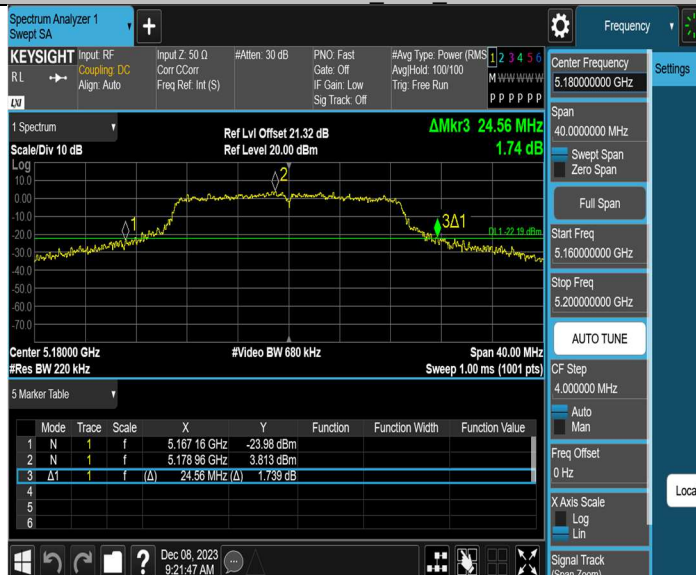 Spectrum Analyzer 1
Swept SA
+
Frequency
KEYSIGHT
RL
LXI
Input: RF
Coupling: DC
Align: Auto
Input Z: 50 Ω
Corr CCorr
Freq Ref: Int (S)
#Atten: 30 dB
PNO: Fast
Gate: Off
IF Gain: Low
Sig Track: Off
#Avg Type: Power (RMS
Avg|Hold: 100/100
Trig: Free Run
1 2 3 4 5 6
M W W W W W
P P P P P P
Center Frequency
5.180000000 GHz
Settings
Span
40.0000000 MHz
Swept Span
Zero Span
Full Span
Start Freq
5.160000000 GHz
Stop Freq
5.200000000 GHz
AUTO TUNE
CF Step
4.000000 MHz
Auto
Man
Freq Offset
0 Hz
X Axis Scale
Log
Lin
Signal Track
(Span Zoom)
Loca
1 Spectrum
Scale/Div 10 dB
Ref Lvl Offset 21.32 dB
Ref Level 20.00 dBm
ΔMkr3 24.56 MHz
1.74 dB
Log
10.0
0.00
-10.0
-20.0
-30.0
-40.0
-50.0
-60.0
-70.0
1
2
3Δ1
DL1 -22.19 dBm
Center 5.18000 GHz
#Video BW 680 kHz
Span 40.00 MHz
#Res BW 220 kHz
Sweep 1.00 ms (1001 pts)
5 Marker Table
Mode Trace Scale X Y Function Function Width Function Value
1 N 1 f 5.167 16 GHz -23.98 dBm
2 N 1 f 5.178 96 GHz 3.813 dBm
3 Δ1 1 f (Δ) 24.56 MHz (Δ) 1.739 dB
4
5
6
?
Dec 08, 2023
9:21:47 AM